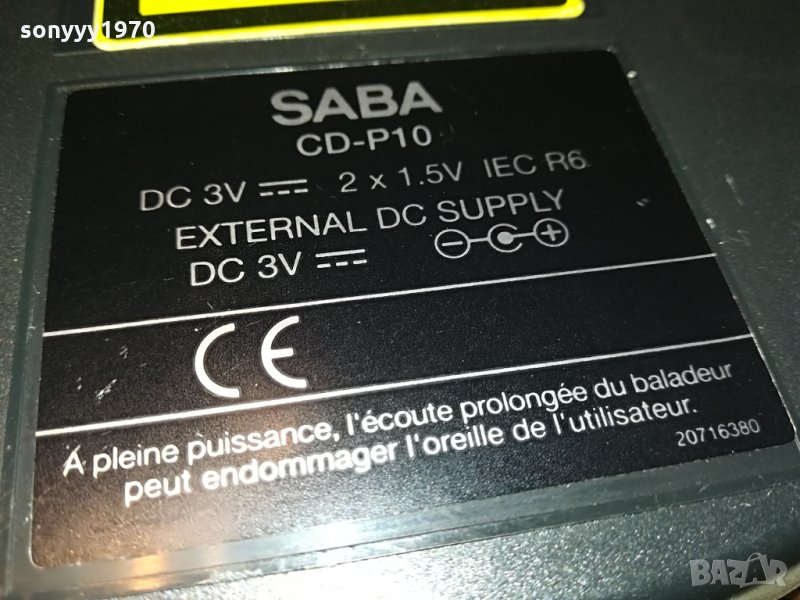 sonyyy1970
SABA
CD-P10
DC 3V 2 x 1.5V IEC R6
EXTERNAL DC SUPPLY
DC 3V
CE
A pleine puissance, l'écoute prolongée du baladeur
peut endommager l'oreille de l'utilisateur.
20716380
BAZAR